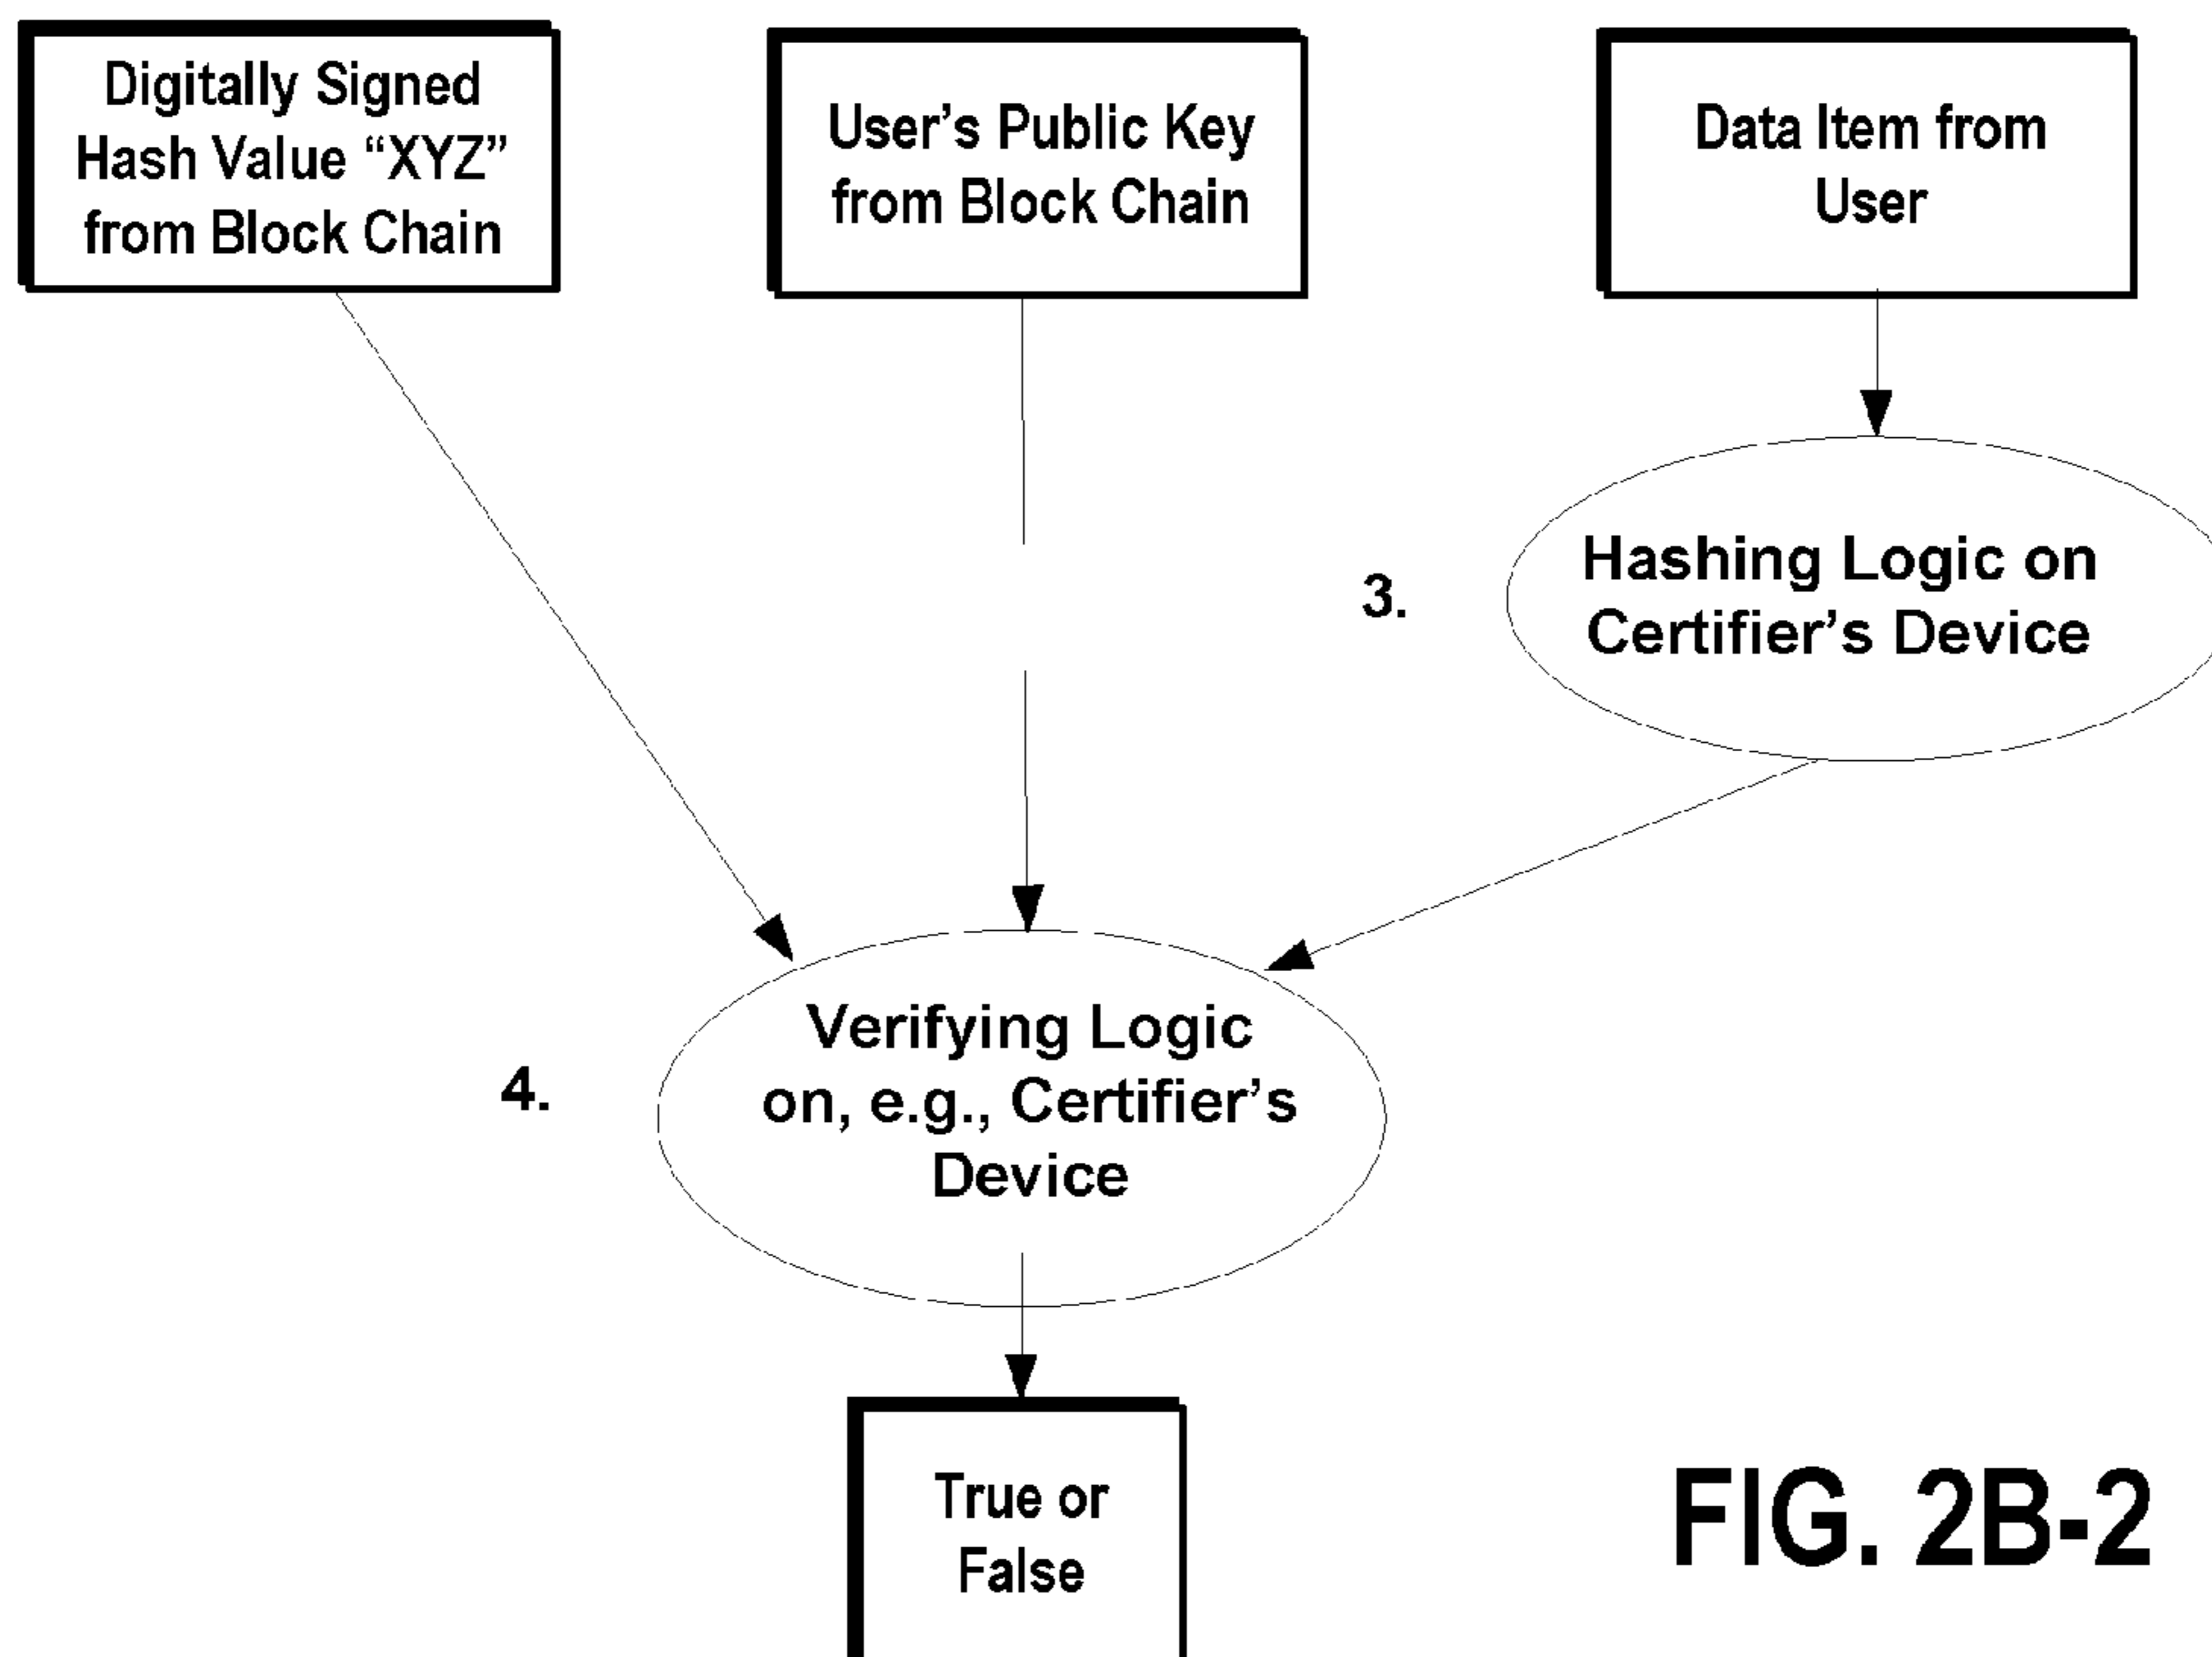 Digitally Signed
Hash Value “XYZ”
from Block Chain
User’s Public Key
from Block Chain
Data Item from
User
3.
Hashing Logic on
Certifier’s Device
4.
Verifying Logic
on, e.g., Certifier’s
Device
True or
False
FIG. 2B-2